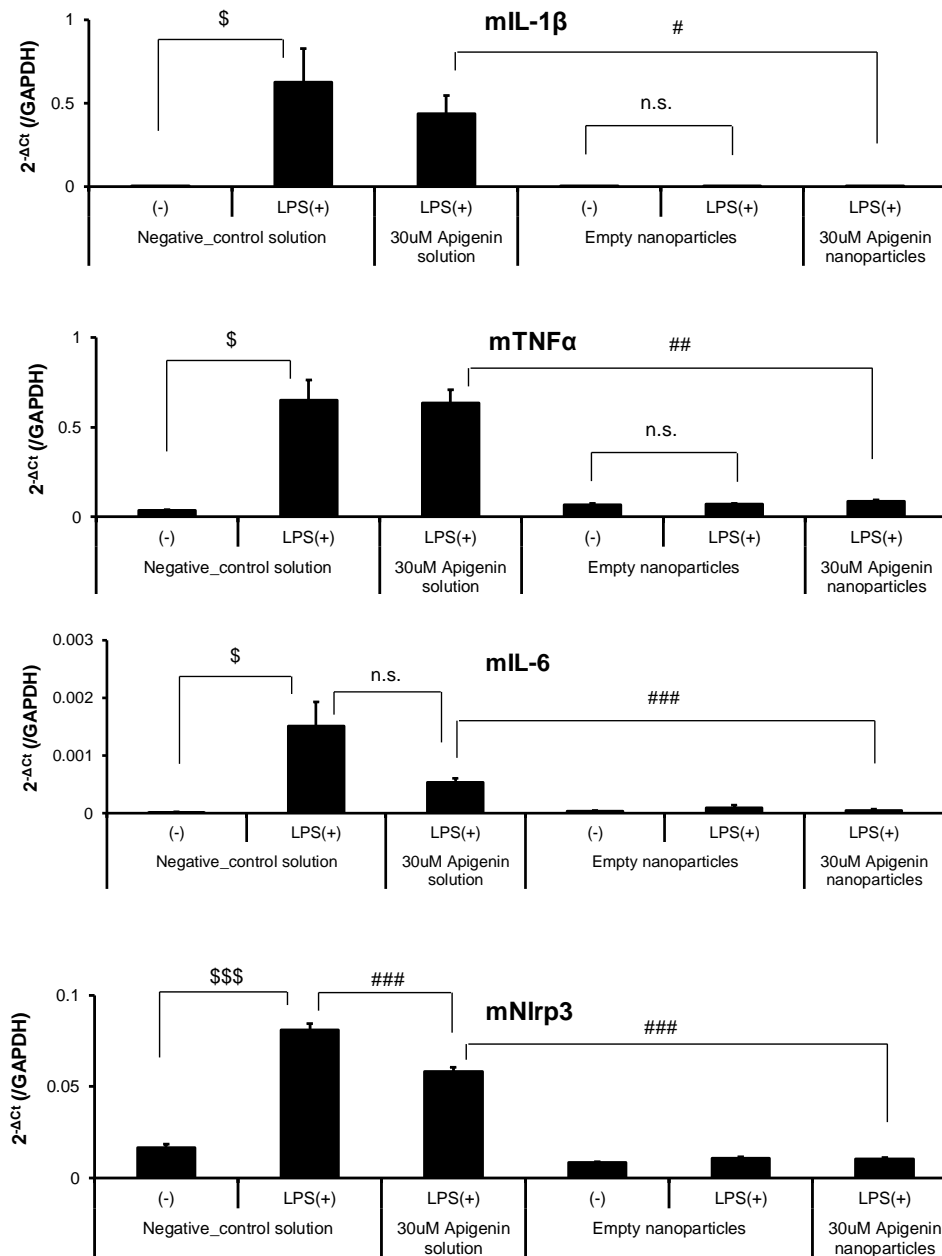 mIL-1β
$
#
n.s.
1
0.5
0
2-ΔCt (/GAPDH)
(-) LPS(+) LPS(+) (-) LPS(+) LPS(+)
Negative_control solution 30uM Apigenin Empty nanoparticles 30uM Apigenin
solution nanoparticles
mTNFα
$
##
n.s.
1
0.5
0
2-ΔCt (/GAPDH)
(-) LPS(+) LPS(+) (-) LPS(+) LPS(+)
Negative_control solution 30uM Apigenin Empty nanoparticles 30uM Apigenin
solution nanoparticles
mIL-6
$
n.s.
###
0.003
0.002
0.001
0
2-ΔCt (/GAPDH)
(-) LPS(+) LPS(+) (-) LPS(+) LPS(+)
Negative_control solution 30uM Apigenin Empty nanoparticles 30uM Apigenin
solution nanoparticles
$$$
###
mNlrp3
###
0.1
0.05
0
2-ΔCt (/GAPDH)
(-) LPS(+) LPS(+) (-) LPS(+) LPS(+)
Negative_control solution 30uM Apigenin Empty nanoparticles 30uM Apigenin
solution nanoparticles